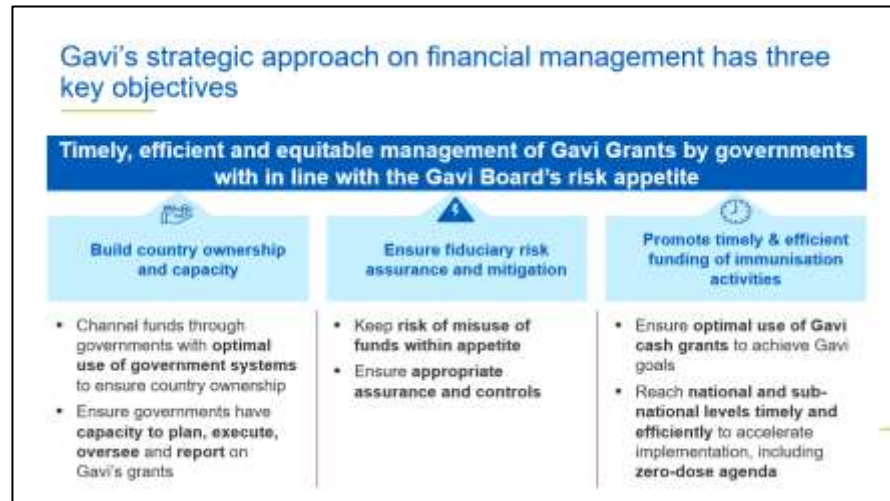 Gavi's strategic approach on financial management has three
key objectives
Timely, efficient and equitable management of Gavi Grants by governments
with in line with the Gavi Board's risk appetite
Build country ownership
and capacity
▪ Channel funds through
governments with optimal
use of government systems
to ensure country ownership
▪ Ensure governments have
capacity to plan, execute,
oversee and report on
Gavi's grants
Ensure fiduciary risk
assurance and mitigation
▪ Keep risk of misuse of
funds within appetite
▪ Ensure appropriate
assurance and controls
Promote timely & efficient
funding of immunisation
activities
▪ Ensure optimal use of Gavi
cash grants to achieve Gavi
goals
▪ Reach national and sub-
national levels timely and
efficiently to accelerate
implementation, including
zero-dose agenda